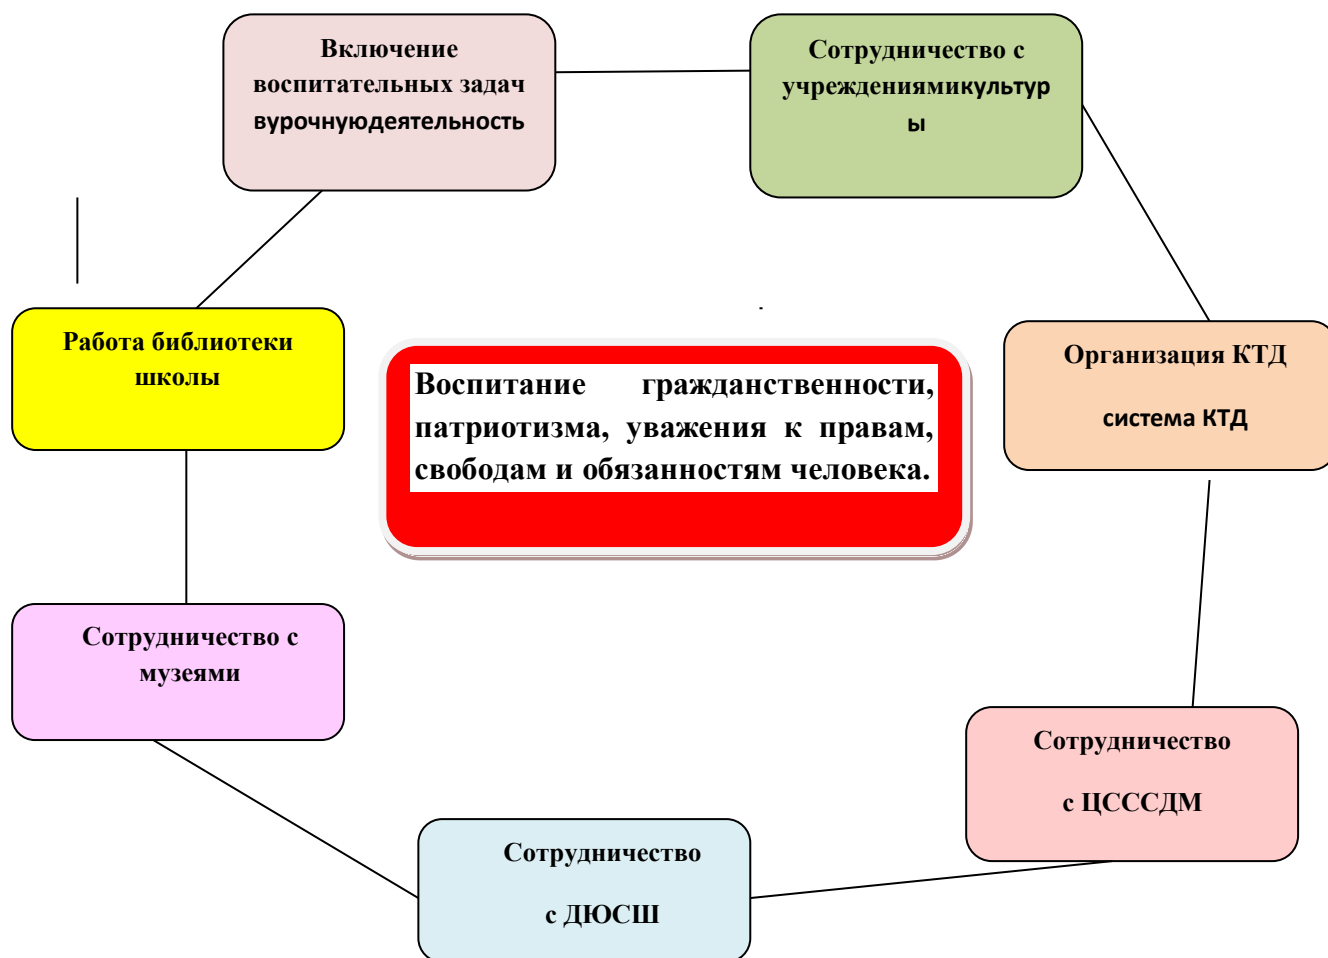 Включение
воспитательных задач
вурочнуюдеятельность
Сотрудничество с
учреждениямикультур
ы
Работа библиотеки
школы
Воспитание гражданственности,
патриотизма, уважения к правам,
свободам и обязанностям человека.
Организация КТД
система КТД
Сотрудничество с
музеями
Сотрудничество
с ЦСССДМ
Сотрудничество
с ДЮСШ